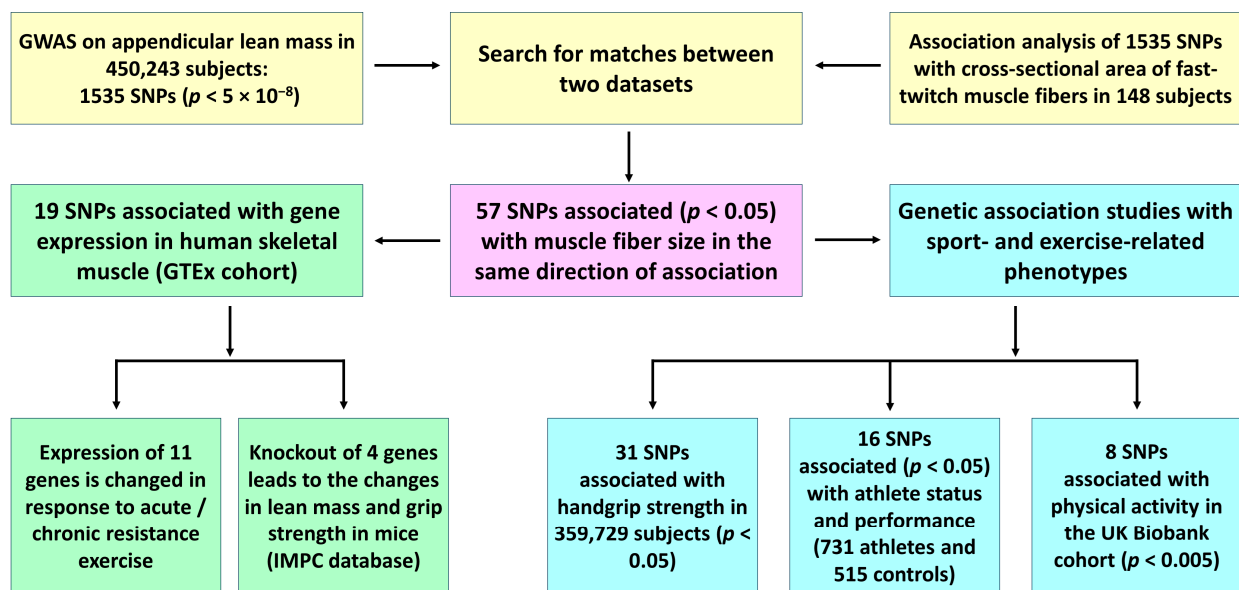 GWAS on appendicular lean mass in
450,243 subjects:
1535 SNPs (p < 5 × 10⁻⁸)
Search for matches between
two datasets
Association analysis of 1535 SNPs
with cross-sectional area of fast-
twitch muscle fibers in 148 subjects
19 SNPs associated with gene
expression in human skeletal
muscle (GTEx cohort)
57 SNPs associated (p < 0.05)
with muscle fiber size in the
same direction of association
Genetic association studies with
sport- and exercise-related
phenotypes
Expression of 11
genes is changed in
response to acute /
chronic resistance
exercise
Knockout of 4 genes
leads to the changes
in lean mass and grip
strength in mice
(IMPC database)
31 SNPs
associated with
handgrip strength in
359,729 subjects (p <
0.05)
16 SNPs
associated (p < 0.05)
with athlete status
and performance
(731 athletes and
515 controls)
8 SNPs
associated with
physical activity in
the UK Biobank
cohort (p < 0.005)